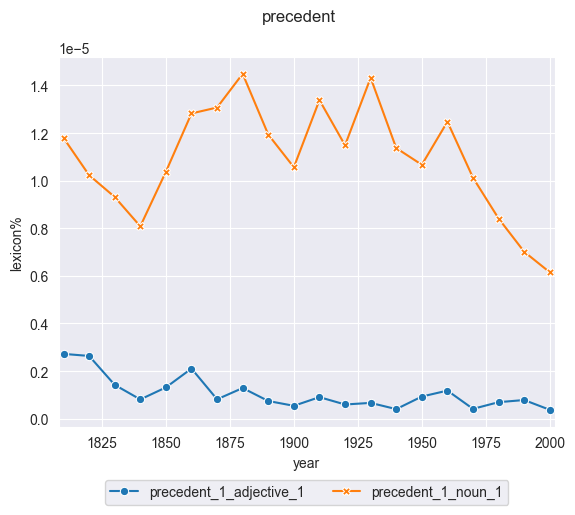 precedent
1e−5
1.4
1.2
1.0
0.8
0.6
0.4
0.2
0.0
lexicon%
1825 1850 1875 1900 1925 1950 1975 2000
year
precedent_1_adjective_1 precedent_1_noun_1